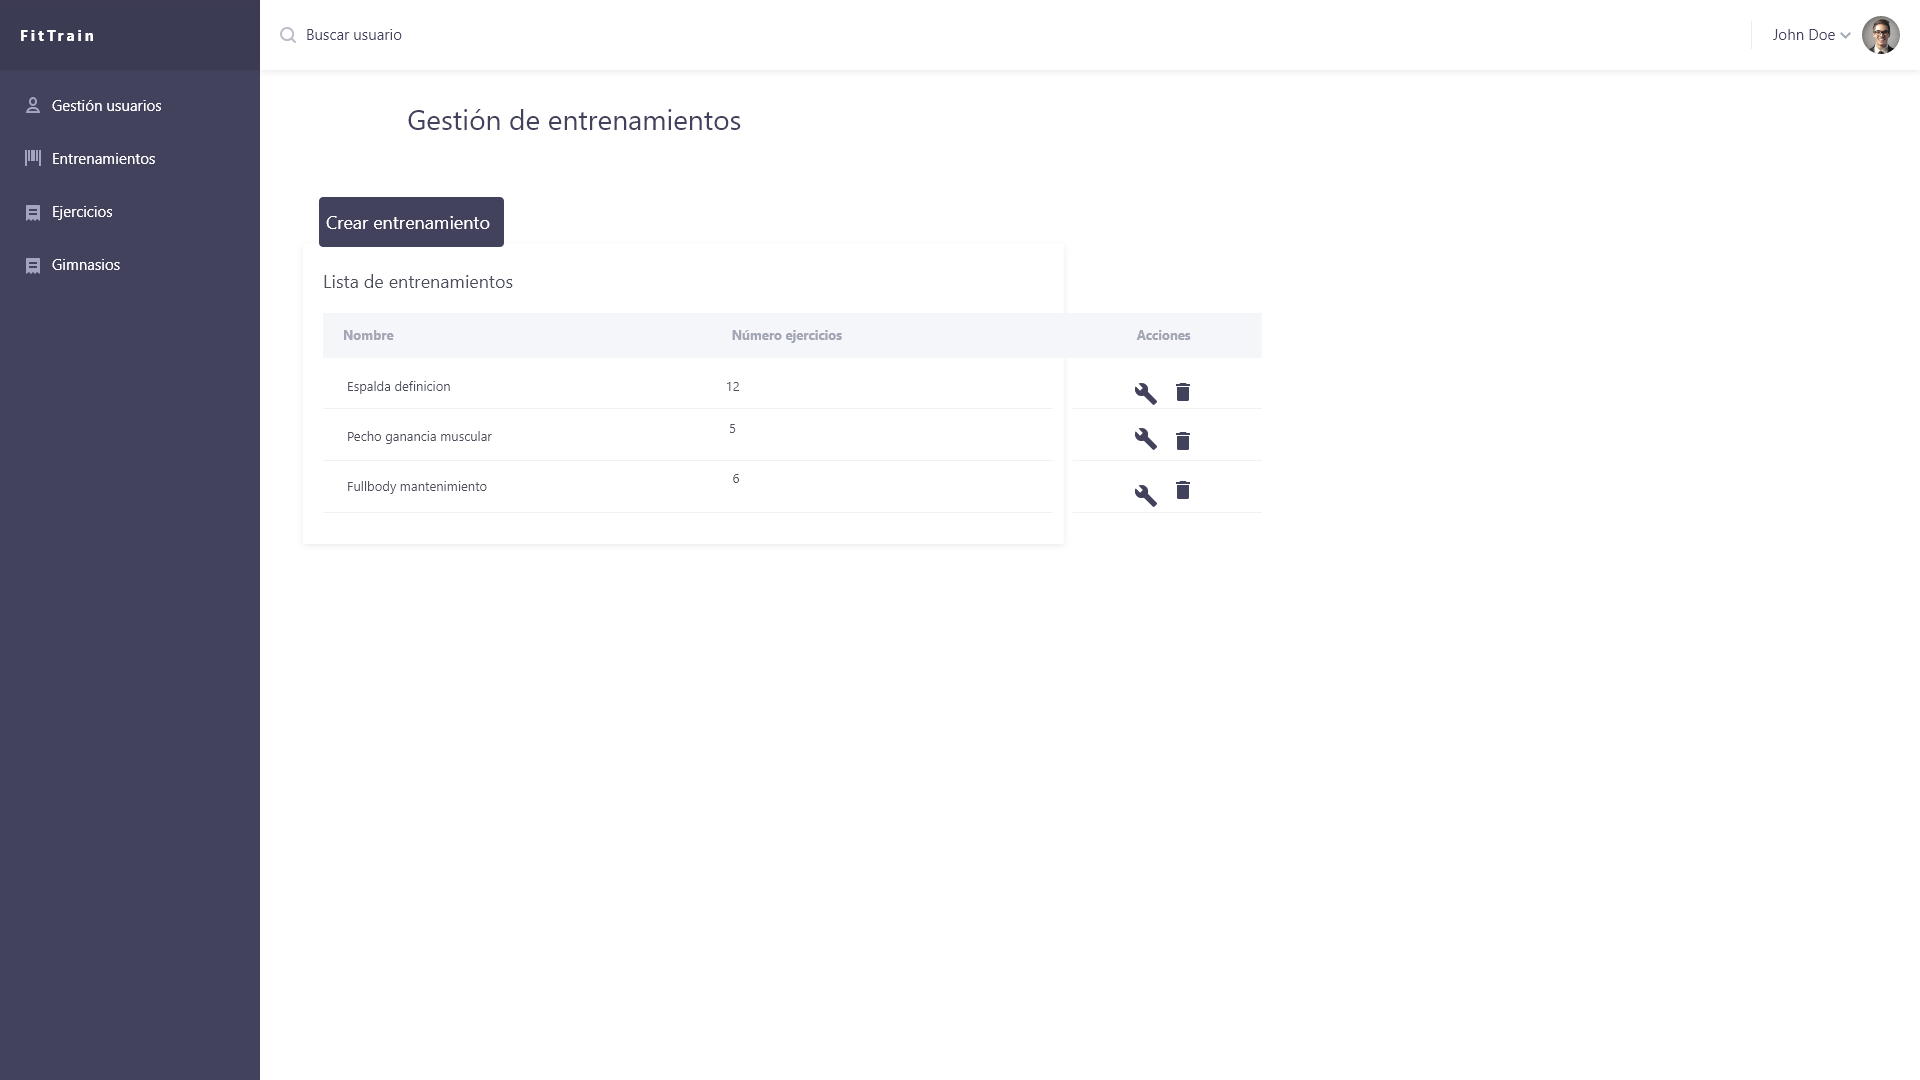 FitTrain
Buscar usuario
John Doe
Gestión usuarios
Entrenamientos
Ejercicios
Gimnasios
Gestión de entrenamientos
Crear entrenamiento
Lista de entrenamientos
Nombre Número ejercicios Acciones
Espalda definicion 12
Pecho ganancia muscular 5
Fullbody mantenimiento 6